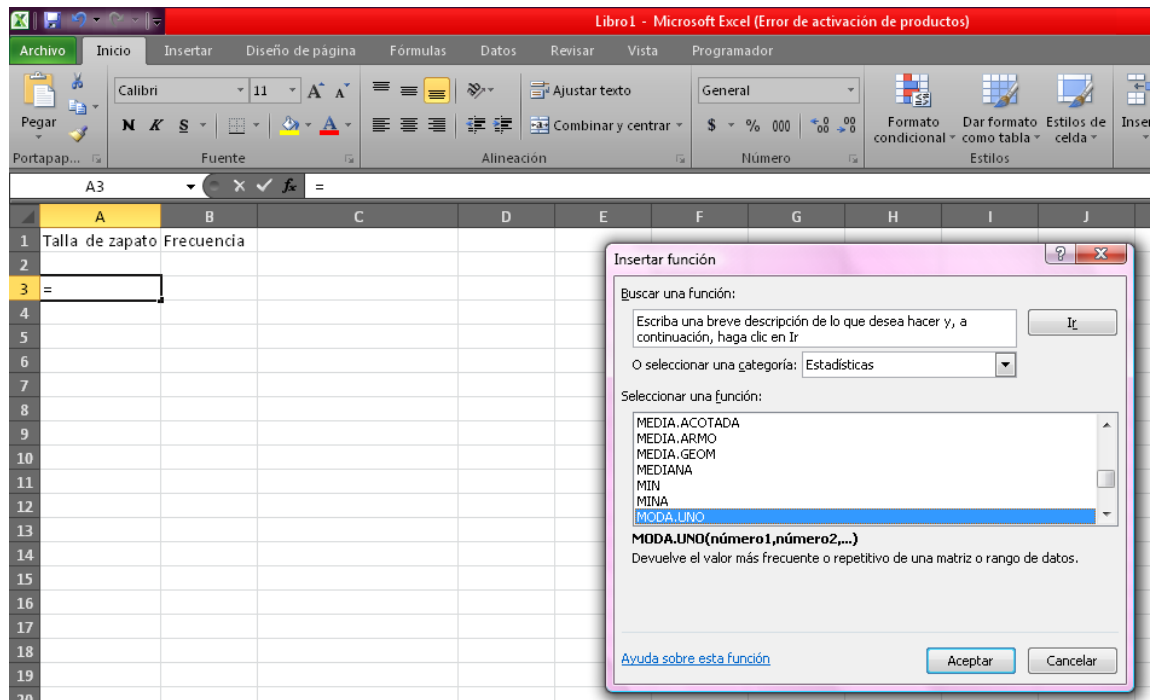 Libro1 - Microsoft Excel (Error de activación de productos)
Archivo Inicio Insertar Diseño de página Fórmulas Datos Revisar Vista Programador
Pegar
Portapap...
Calibri 11 A A
N K S A
Fuente
Ajustar texto
Combinar y centrar
Alineación
General
$ % 000
Número
Formato condicional
Dar formato como tabla
Estilos de celda
Estilos
Inser
A3 fx =
A B C D E F G H I J
1 Talla de zapato Frecuencia
2
3 =
4
5
6
7
8
9
10
11
12
13
14
15
16
17
18
19
20
Insertar función
Buscar una función:
Escriba una breve descripción de lo que desea hacer y, a
continuación, haga clic en Ir
Ir
O seleccionar una categoría: Estadísticas
Seleccionar una función:
MEDIA.ACOTADA
MEDIA.ARMO
MEDIA.GEOM
MEDIANA
MIN
MINA
MODA.UNO
MODA.UNO(número1,número2,...)
Devuelve el valor más frecuente o repetitivo de una matriz o rango de datos.
Ayuda sobre esta función
Aceptar Cancelar